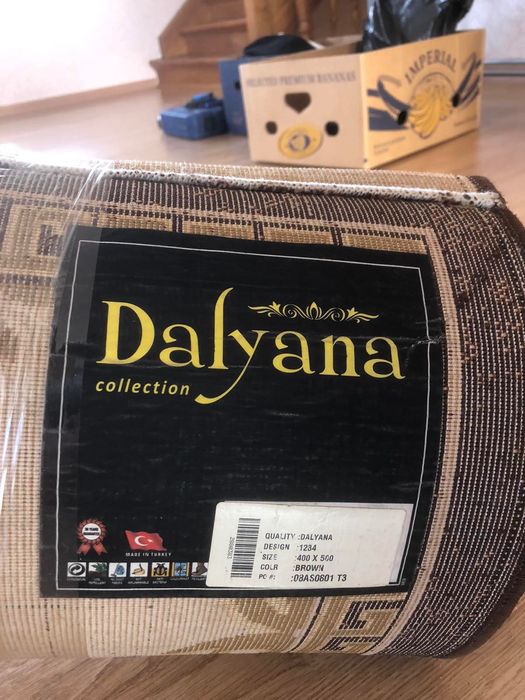 SELECTED PREMIUM BANANAS
IMPERIAL
Dalyana
collection
MADE IN TURKEY
QUALITY :DALYANA
DESIGN :1234
SIZE :400 X 500
COLR :BROWN
PC #: :08AS0601 T3